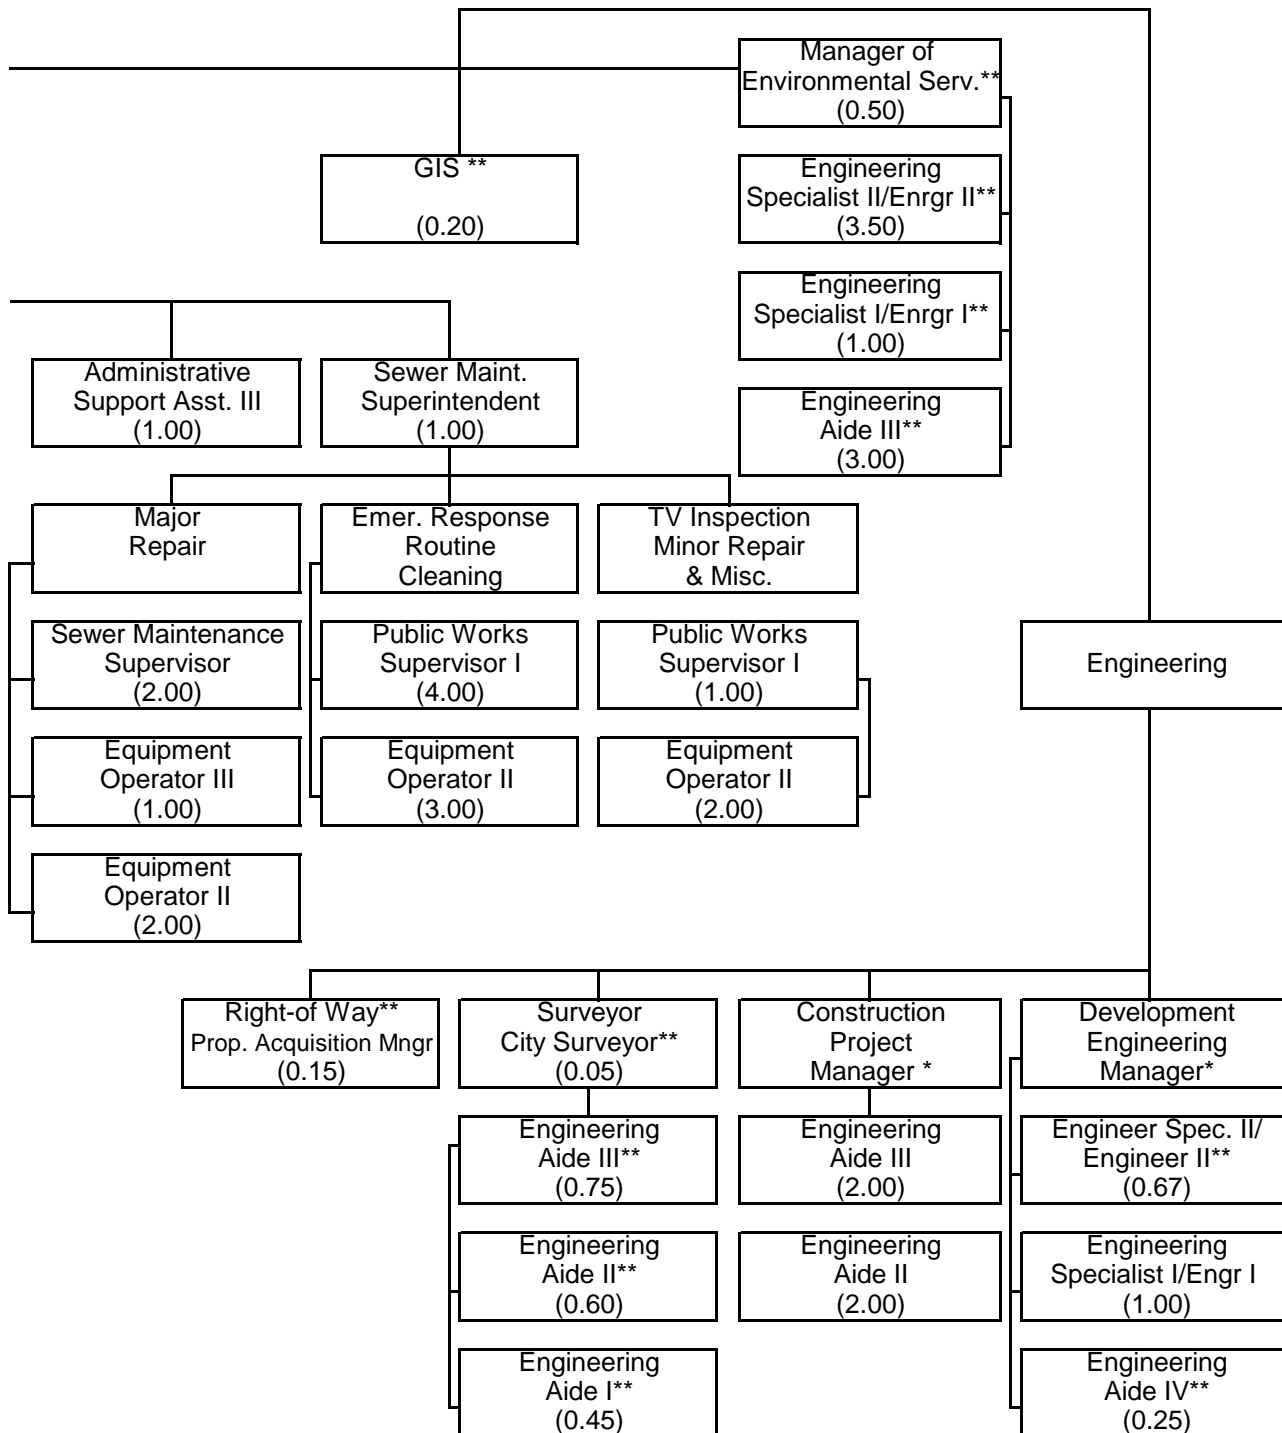 Manager of
Environmental Serv.**
(0.50)
GIS **
(0.20)
Engineering
Specialist II/Enrgr II**
(3.50)
Engineering
Specialist I/Enrgr I**
(1.00)
Administrative
Support Asst. III
(1.00)
Sewer Maint.
Superintendent
(1.00)
Engineering
Aide III**
(3.00)
Major
Repair
Emer. Response
Routine
Cleaning
TV Inspection
Minor Repair
& Misc.
Sewer Maintenance
Supervisor
(2.00)
Public Works
Supervisor I
(4.00)
Public Works
Supervisor I
(1.00)
Engineering
Equipment
Operator III
(1.00)
Equipment
Operator II
(3.00)
Equipment
Operator II
(2.00)
Equipment
Operator II
(2.00)
Right-of Way**
Prop. Acquisition Mngr
(0.15)
Surveyor
City Surveyor**
(0.05)
Construction
Project
Manager *
Development
Engineering
Manager*
Engineering
Aide III**
(0.75)
Engineering
Aide III
(2.00)
Engineer Spec. II/
Engineer II**
(0.67)
Engineering
Aide II**
(0.60)
Engineering
Aide II
(2.00)
Engineering
Specialist I/Engr I
(1.00)
Engineering
Aide I**
(0.45)
Engineering
Aide IV**
(0.25)